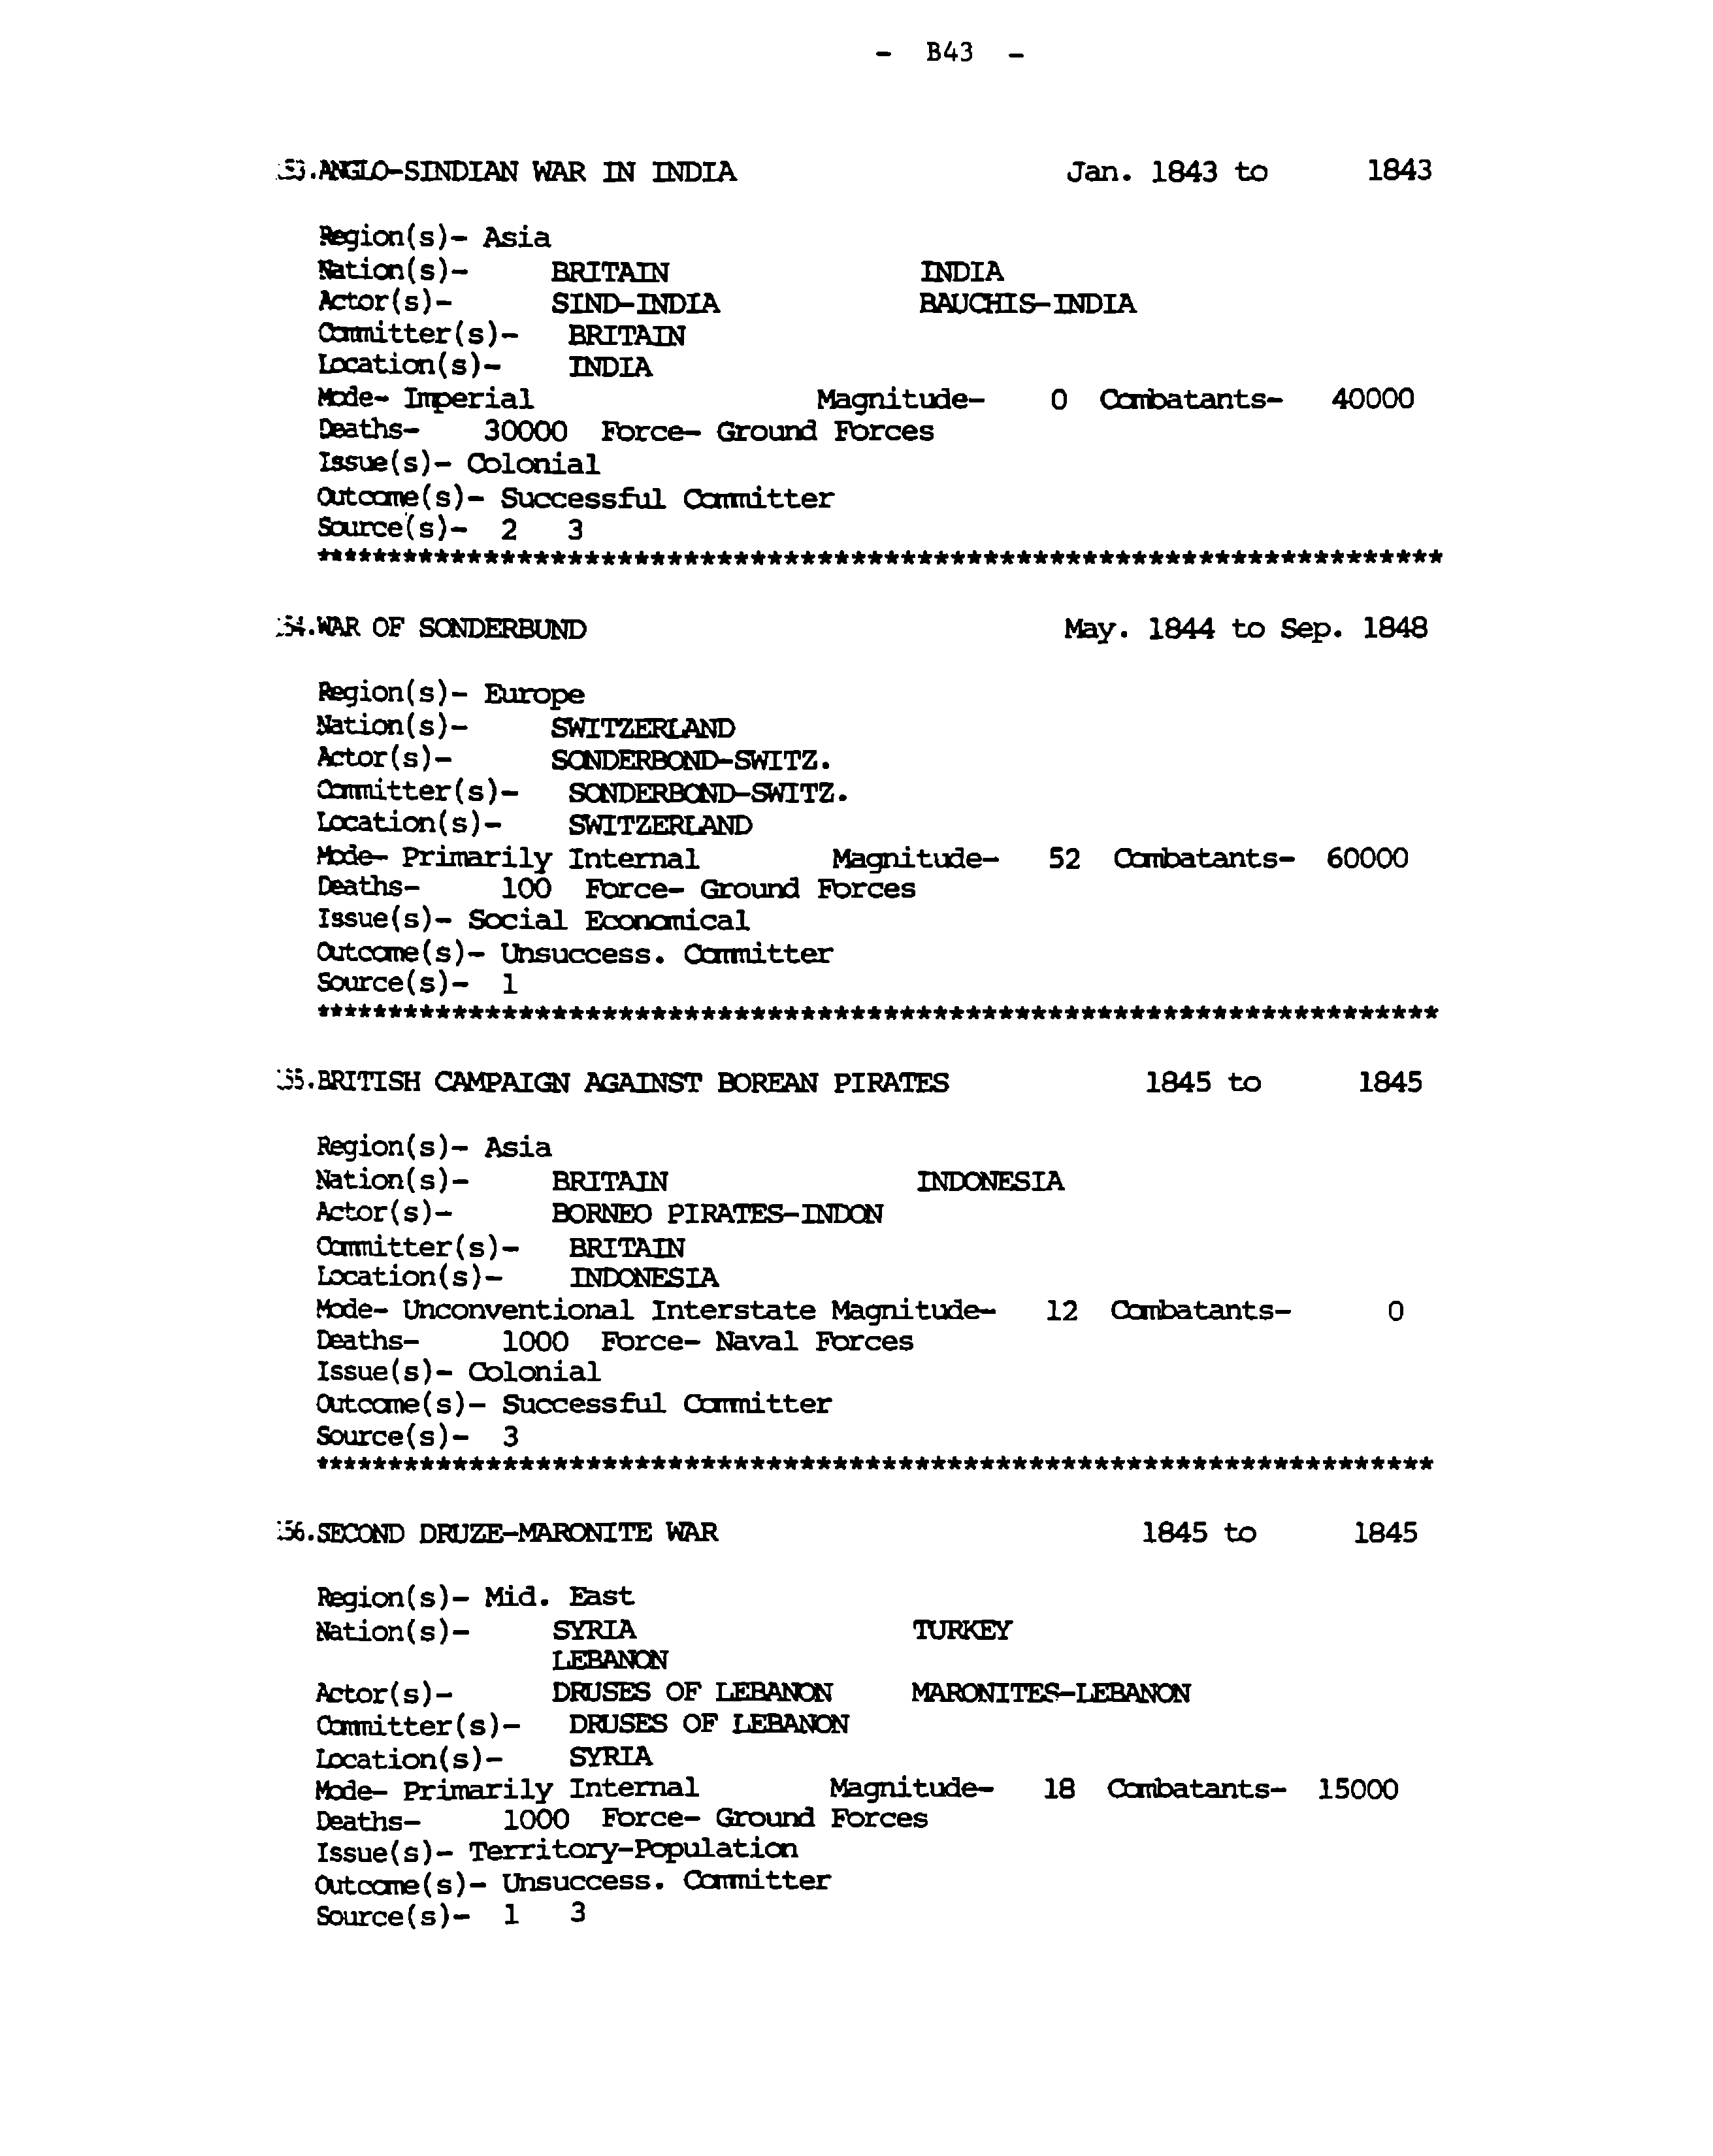 - B43 -
53.ANGLO-SINDIAN WAR IN INDIA Jan. 1843 to 1843
Region(s)- Asia
Nation(s)- BRITAIN INDIA
Actor(s)- SIND-INDIA BAUCHIS-INDIA
Committer(s)- BRITAIN
Location(s)- INDIA
Mode- Imperial Magnitude- 0 Combatants- 40000
Deaths- 30000 Force- Ground Forces
Issue(s)- Colonial
Outcome(s)- Successful Committer
Source(s)- 2 3
********************************************************************
54.WAR OF SONDERBUND May. 1844 to Sep. 1848
Region(s)- Europe
Nation(s)- SWITZERLAND
Actor(s)- SONDERBOND-SWITZ.
Committer(s)- SONDERBOND-SWITZ.
Location(s)- SWITZERLAND
Mode- Primarily Internal Magnitude- 52 Combatants- 60000
Deaths- 100 Force- Ground Forces
Issue(s)- Social Economical
Outcome(s)- Unsuccess. Committer
Source(s)- 1
********************************************************************
55.BRITISH CAMPAIGN AGAINST BOREAN PIRATES 1845 to 1845
Region(s)- Asia
Nation(s)- BRITAIN INDONESIA
Actor(s)- BORNEO PIRATES-INDON
Committer(s)- BRITAIN
Location(s)- INDONESIA
Mode- Unconventional Interstate Magnitude- 12 Combatants- 0
Deaths- 1000 Force- Naval Forces
Issue(s)- Colonial
Outcome(s)- Successful Committer
Source(s)- 3
********************************************************************
56.SECOND DRUZE-MARONITE WAR 1845 to 1845
Region(s)- Mid. East
Nation(s)- SYRIA TURKEY
LEBANON
Actor(s)- DRUSES OF LEBANON MARONITES-LEBANON
Committer(s)- DRUSES OF LEBANON
Location(s)- SYRIA
Mode- Primarily Internal Magnitude- 18 Combatants- 15000
Deaths- 1000 Force- Ground Forces
Issue(s)- Territory-Population
Outcome(s)- Unsuccess. Committer
Source(s)- 1 3